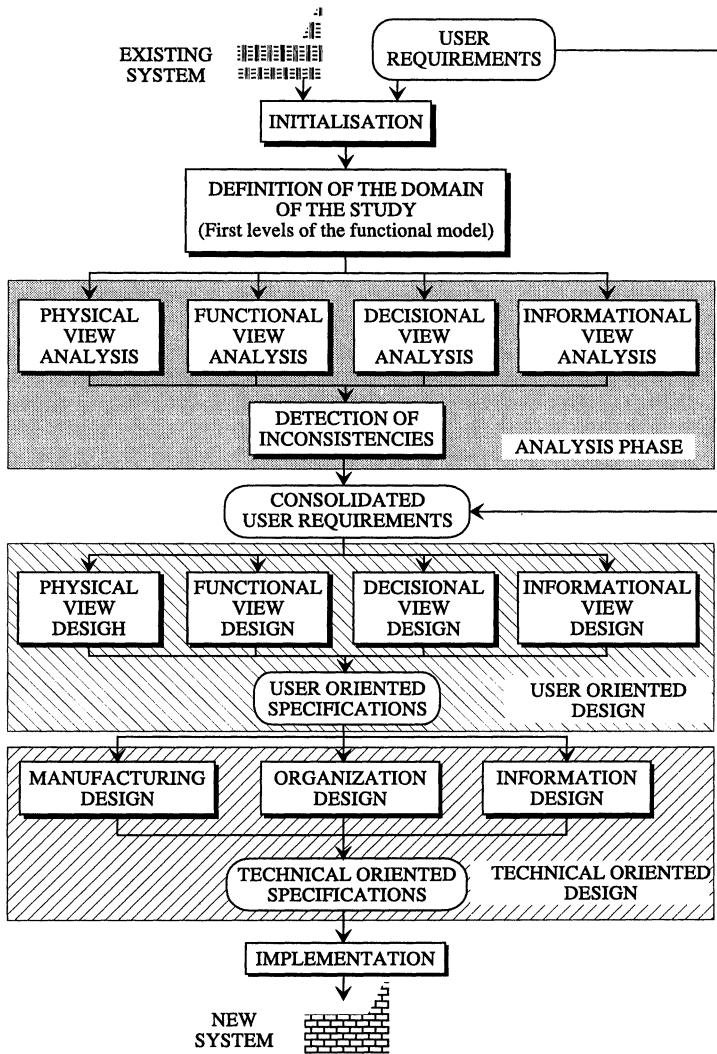 EXISTING
SYSTEM
USER
REQUIREMENTS
INITIALISATION
DEFINITION OF THE DOMAIN
OF THE STUDY
(First levels of the functional model)
PHYSICAL
VIEW
ANALYSIS
FUNCTIONAL
VIEW
ANALYSIS
DECISIONAL
VIEW
ANALYSIS
INFORMATIONAL
VIEW
ANALYSIS
DETECTION OF
INCONSISTENCIES
ANALYSIS PHASE
CONSOLIDATED
USER REQUIREMENTS
PHYSICAL
VIEW
DESIGH
FUNCTIONAL
VIEW
DESIGN
DECISIONAL
VIEW
DESIGN
INFORMATIONAL
VIEW
DESIGN
USER ORIENTED
SPECIFICATIONS
USER ORIENTED
DESIGN
MANUFACTURING
DESIGN
ORGANIZATION
DESIGN
INFORMATION
DESIGN
TECHNICAL ORIENTED
SPECIFICATIONS
TECHNICAL ORIENTED
DESIGN
IMPLEMENTATION
NEW
SYSTEM